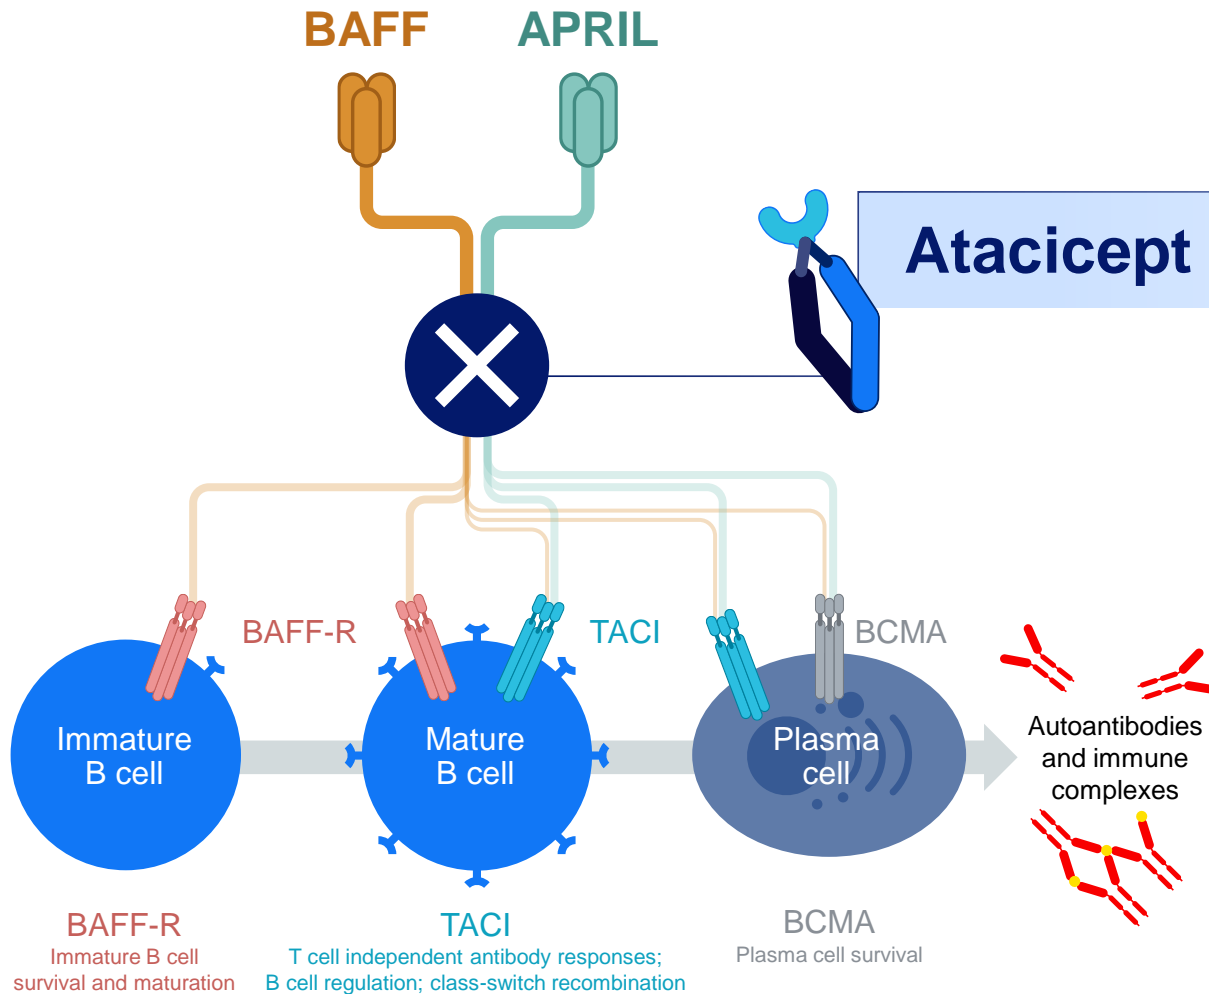 BAFF
APRIL
Atacicept
BAFF-R
TACI
BCMA
Immature
B cell
Mature
B cell
Plasma
cell
Autoantibodies
and immune
complexes
BAFF-R
Immature B cell
survival and maturation
TACI
T cell independent antibody responses;
B cell regulation; class-switch recombination
BCMA
Plasma cell survival